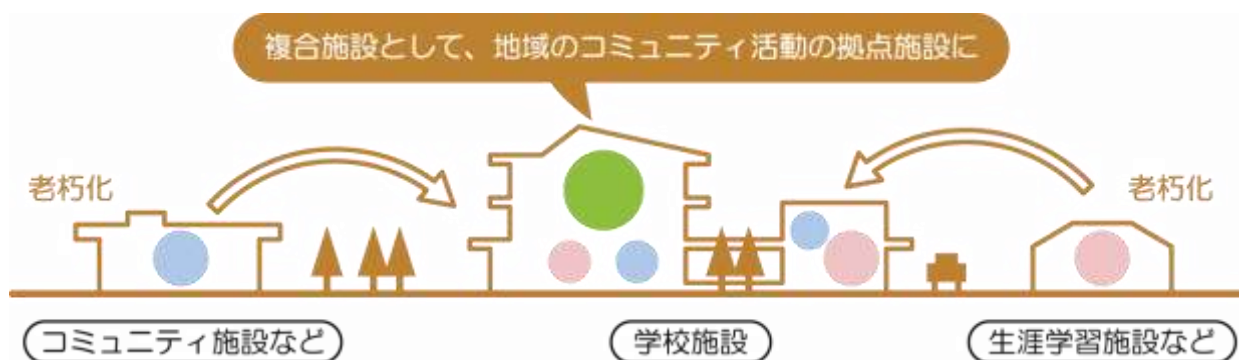 複合施設として、地域のコミュニティ活動の拠点施設に
老朽化
老朽化
コミュニティ施設など
学校施設
生涯学習施設など